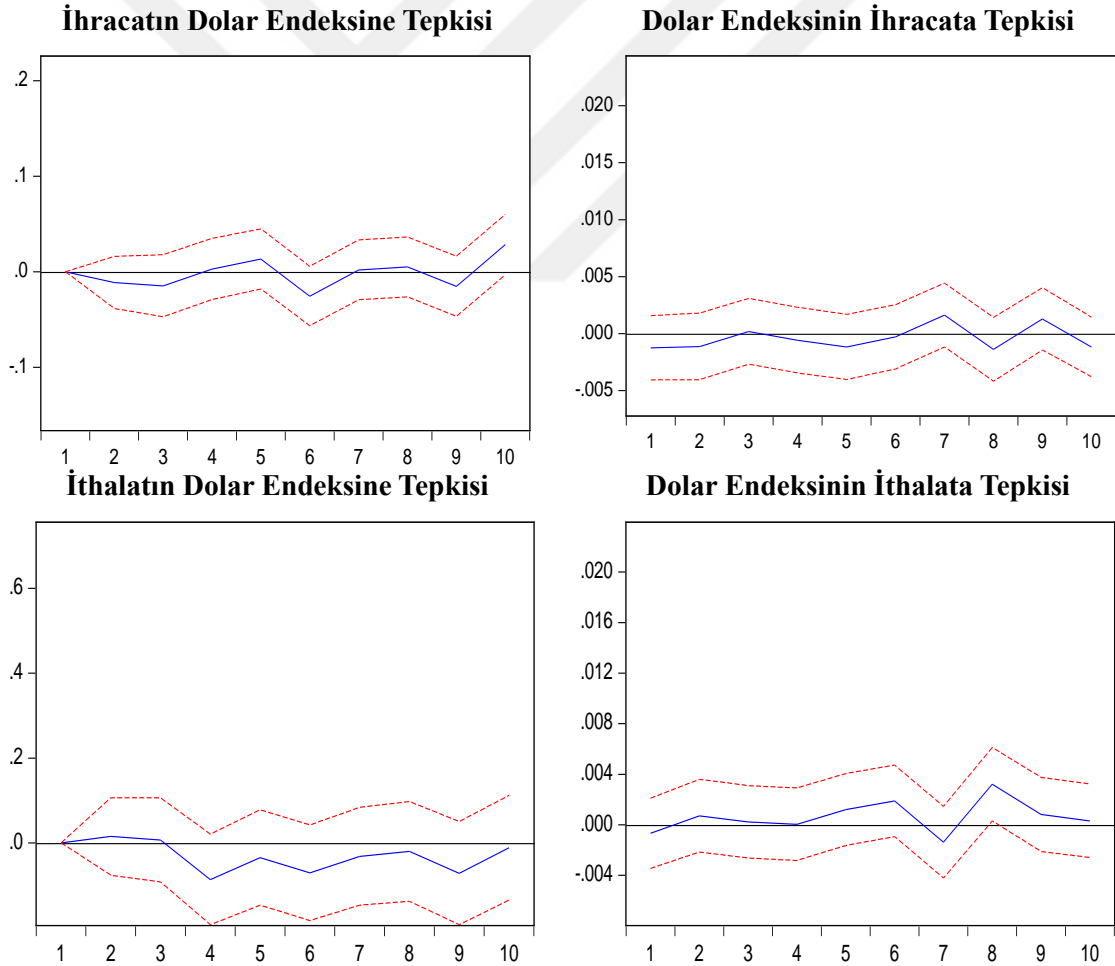 İhracatın Dolar Endeksine Tepkisi
.2
.1
.0
-.1
1 2 3 4 5 6 7 8 9 10
Dolar Endeksinin İhracata Tepkisi
.020
.015
.010
.005
.000
-.005
1 2 3 4 5 6 7 8 9 10
İthalatın Dolar Endeksine Tepkisi
.6
.4
.2
.0
1 2 3 4 5 6 7 8 9 10
Dolar Endeksinin İthalata Tepkisi
.020
.016
.012
.008
.004
.000
-.004
1 2 3 4 5 6 7 8 9 10